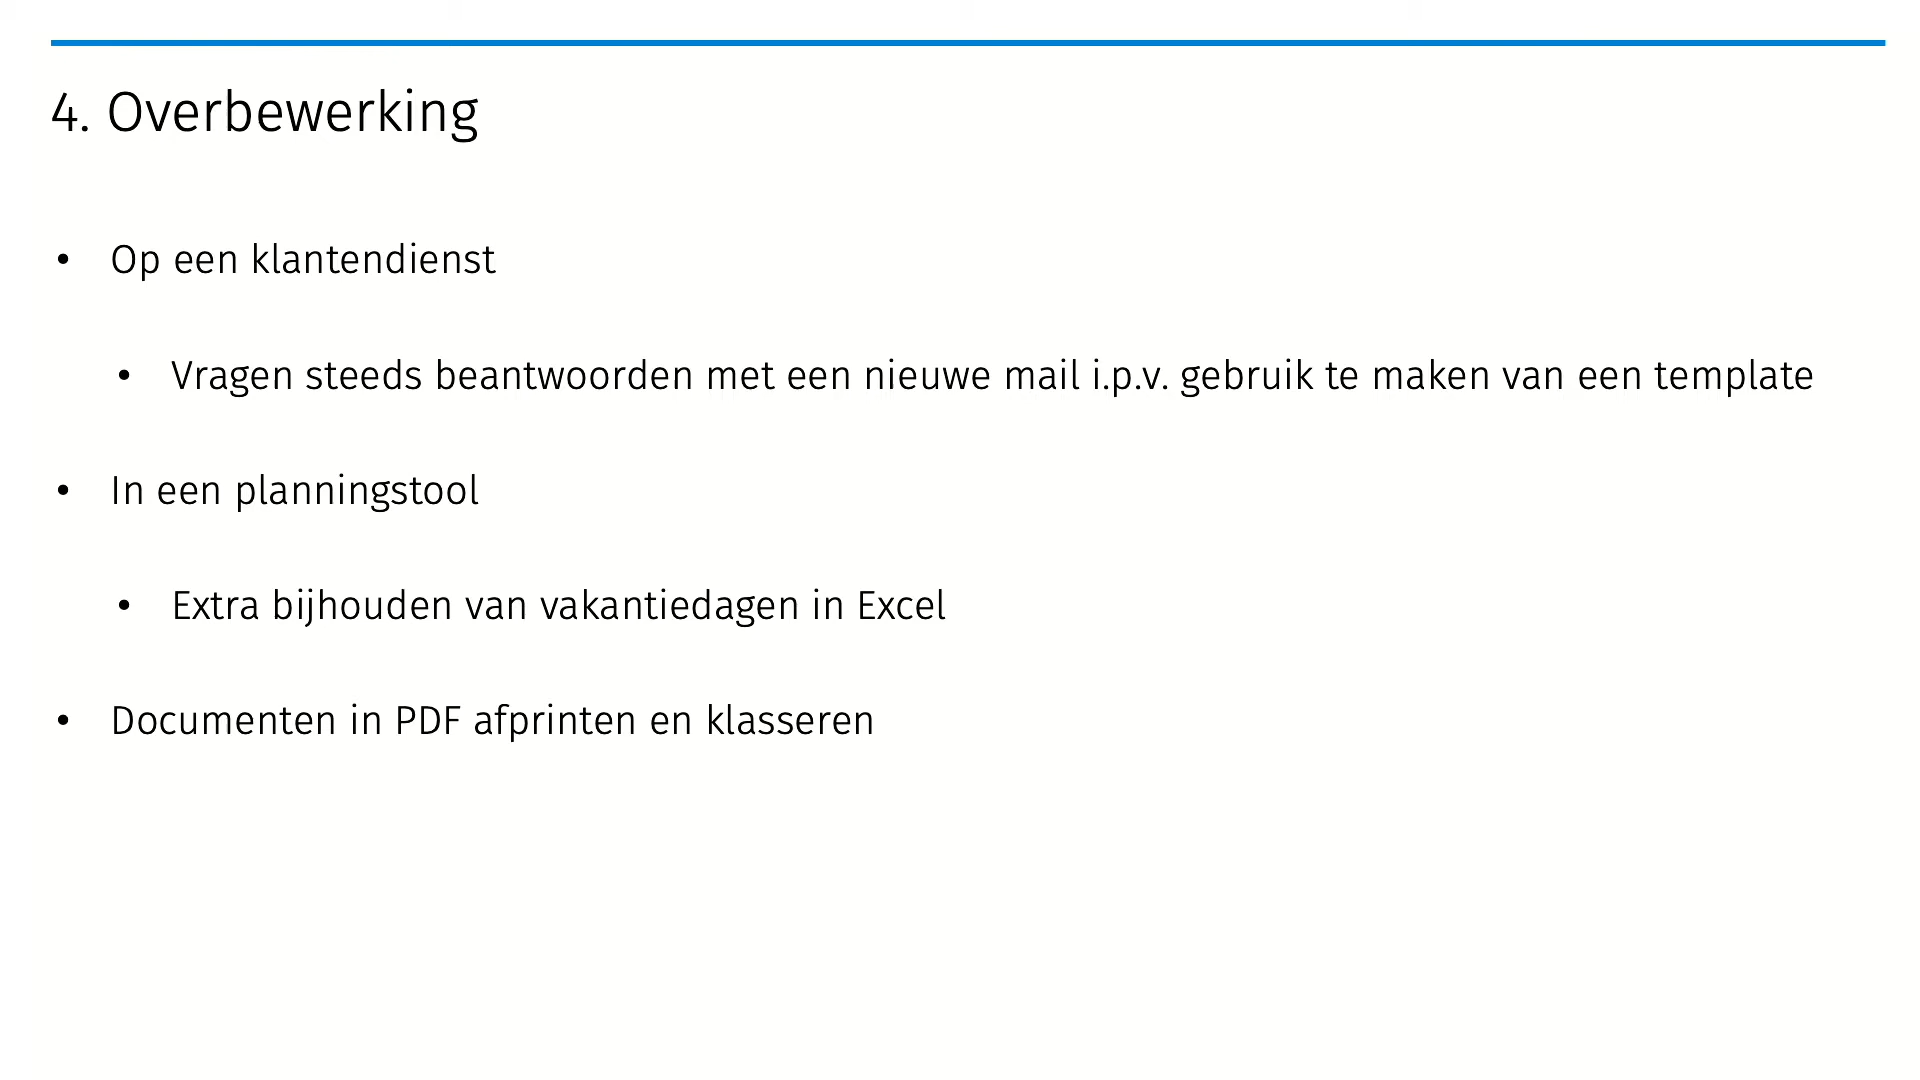 4. Overbewerking
• Op een klantendienst
• Vragen steeds beantwoorden met een nieuwe mail i.p.v. gebruik te maken van een template
• In een planningstool
• Extra bijhouden van vakantiedagen in Excel
• Documenten in PDF afprinten en klasseren